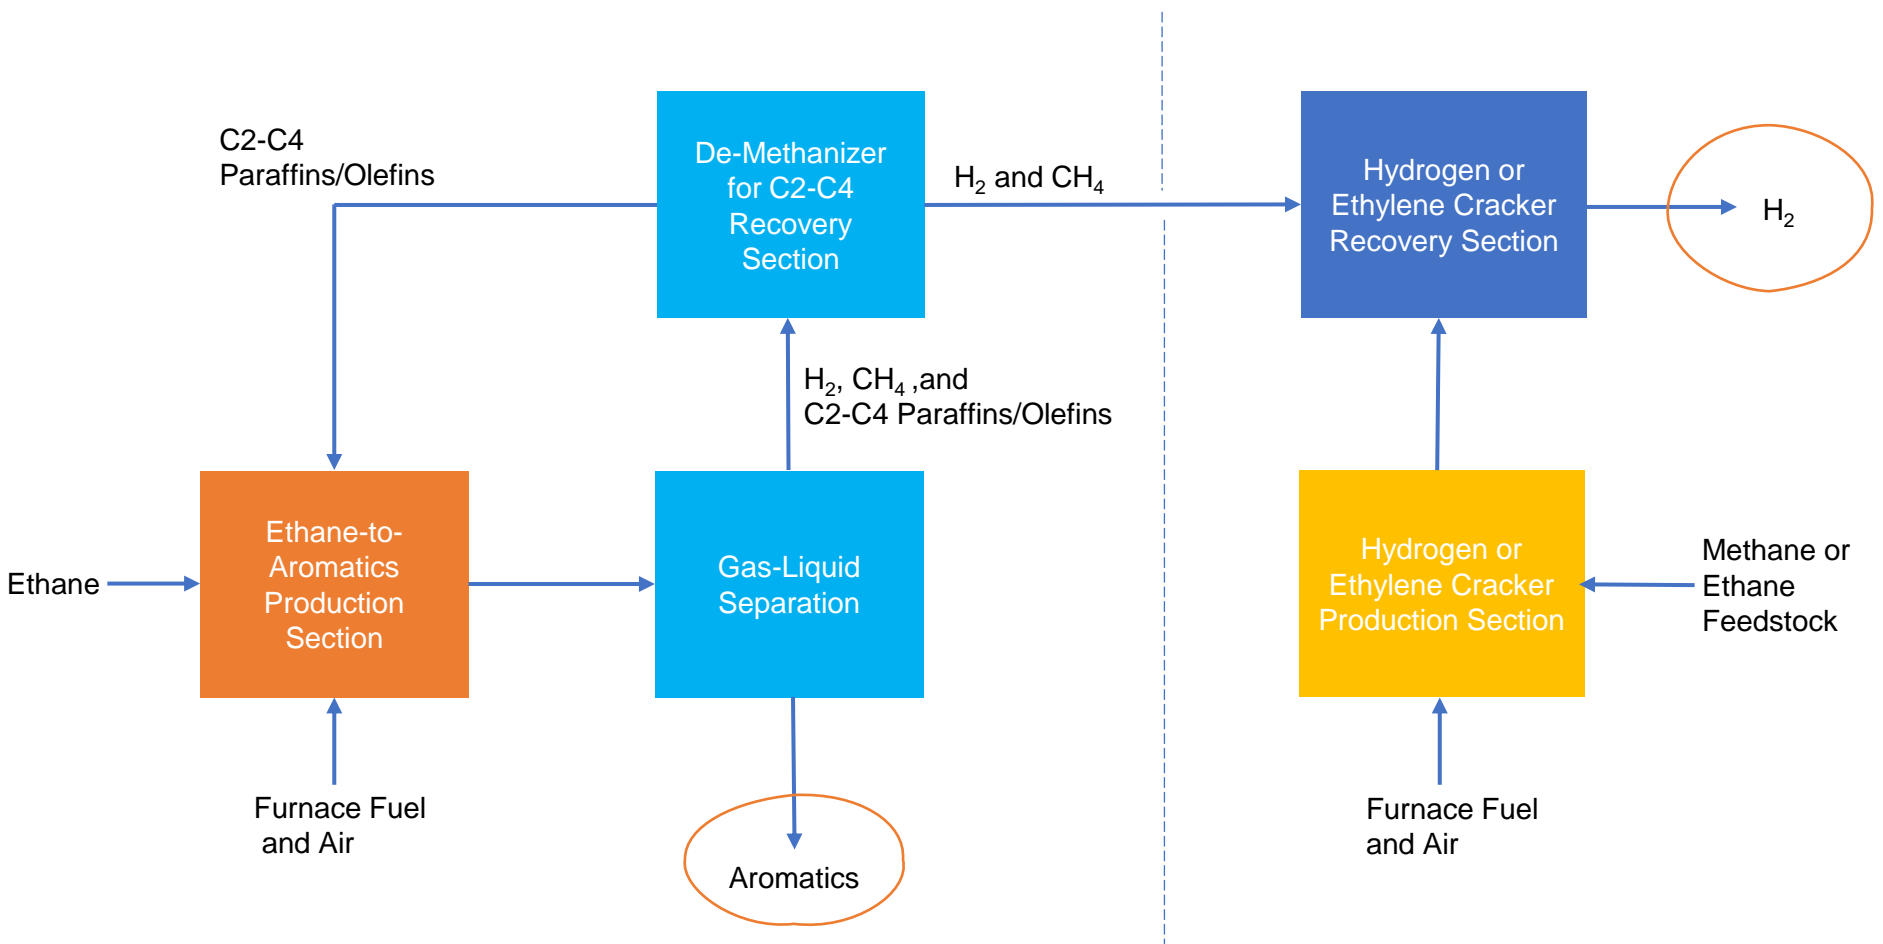 C2-C4
Paraffins/Olefins
De-Methanizer
for C2-C4
Recovery
Section
H₂ and CH₄
Hydrogen or
Ethylene Cracker
Recovery Section
H₂
H₂, CH₄ ,and
C2-C4 Paraffins/Olefins
Ethane
Ethane-to-
Aromatics
Production
Section
Gas-Liquid
Separation
Hydrogen or
Ethylene Cracker
Production Section
Methane or
Ethane
Feedstock
Furnace Fuel
and Air
Aromatics
Furnace Fuel
and Air